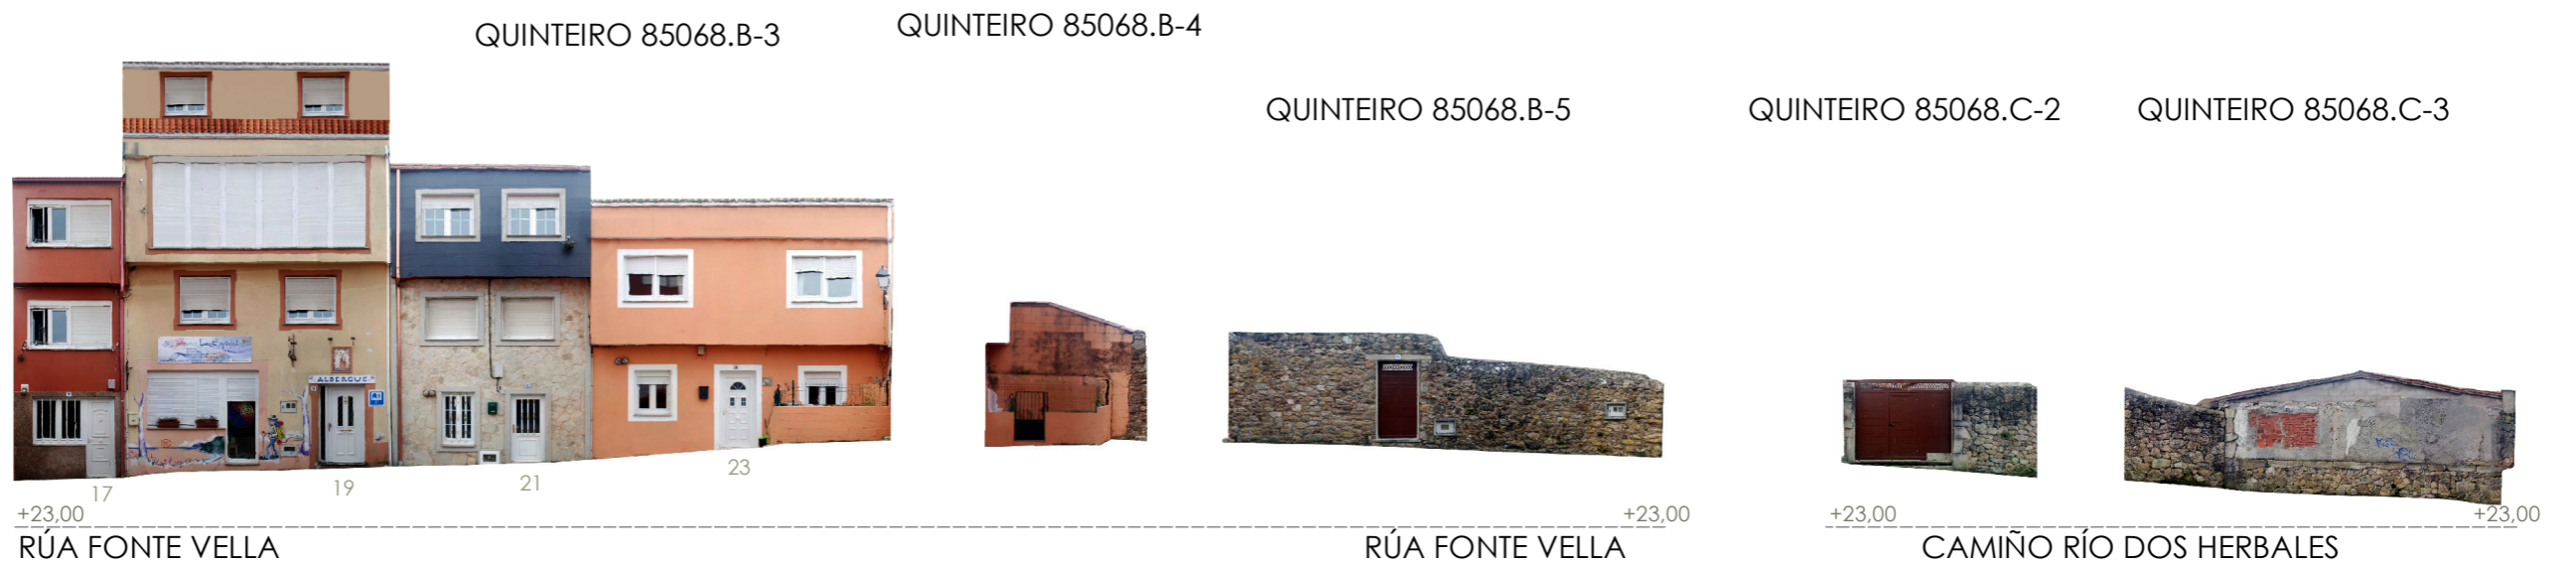 QUINTEIRO 85068.B-3
QUINTEIRO 85068.B-4
QUINTEIRO 85068.B-5
QUINTEIRO 85068.C-2
QUINTEIRO 85068.C-3
ALBERGUE
17
19
21
23
+23,00
+23,00
+23,00
+23,00
RÚA FONTE VELLA
RÚA FONTE VELLA
CAMIÑO RÍO DOS HERBALES